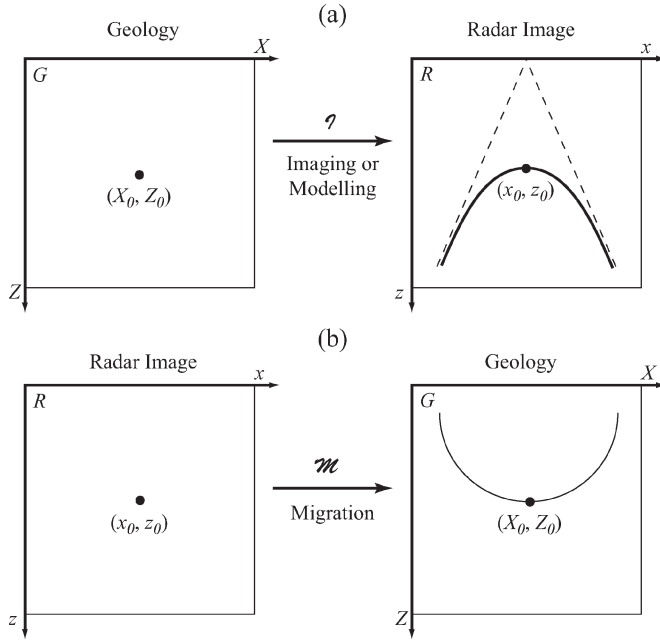 (a)
Geology
Radar Image
X
x
G
R
ℐ
Imaging or
Modelling
(X0, Z0)
(x0, z0)
Z
z
(b)
Radar Image
Geology
x
X
R
G
ℳ
Migration
(x0, z0)
(X0, Z0)
z
Z